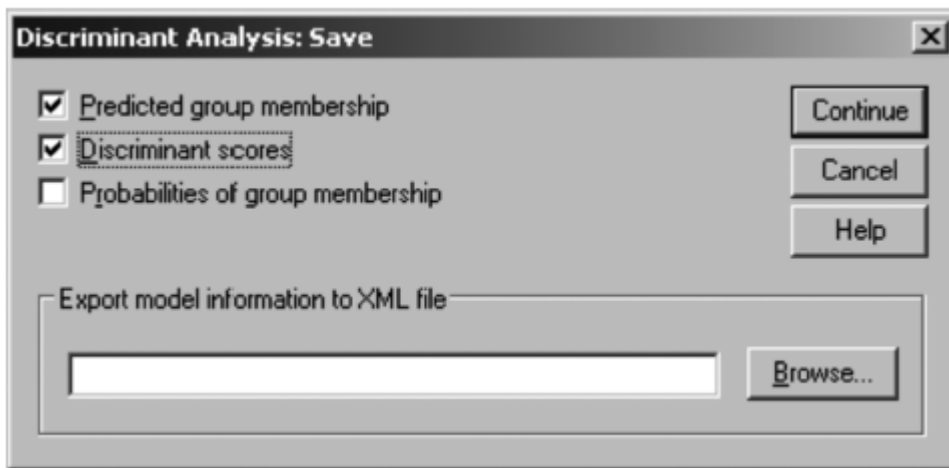 Discriminant Analysis: Save
Predicted group membership
Discriminant scores
Probabilities of group membership
Continue
Cancel
Help
Export model information to XML file
Browse...